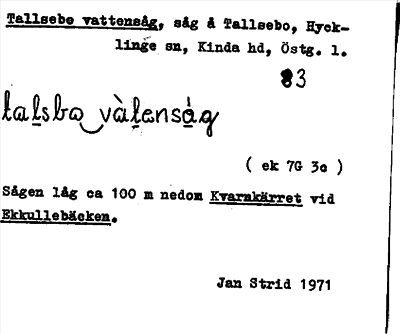 Tallsebo vattensåg, såg å Tallsebo, Hyck-
linge sn, Kinda hd, Östg. l.
83
talsbo vàtensåg
( ek 7G 3c )
Sågen låg ca 100 m nedom Kvarnkärret vid
Ekkullebäcken.
Jan Strid 1971